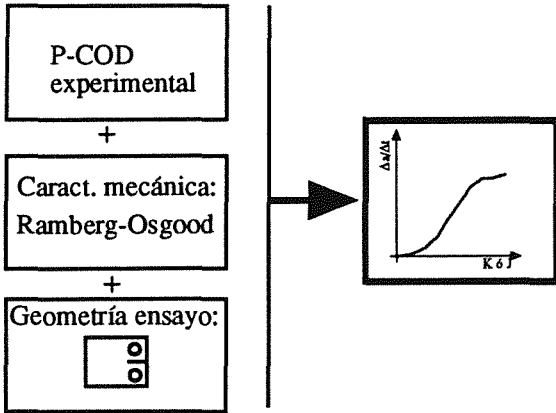 P-COD
experimental
+
Caract. mecánica:
Ramberg-Osgood
+
Geometría ensayo:
Δa/Δt
K ó J